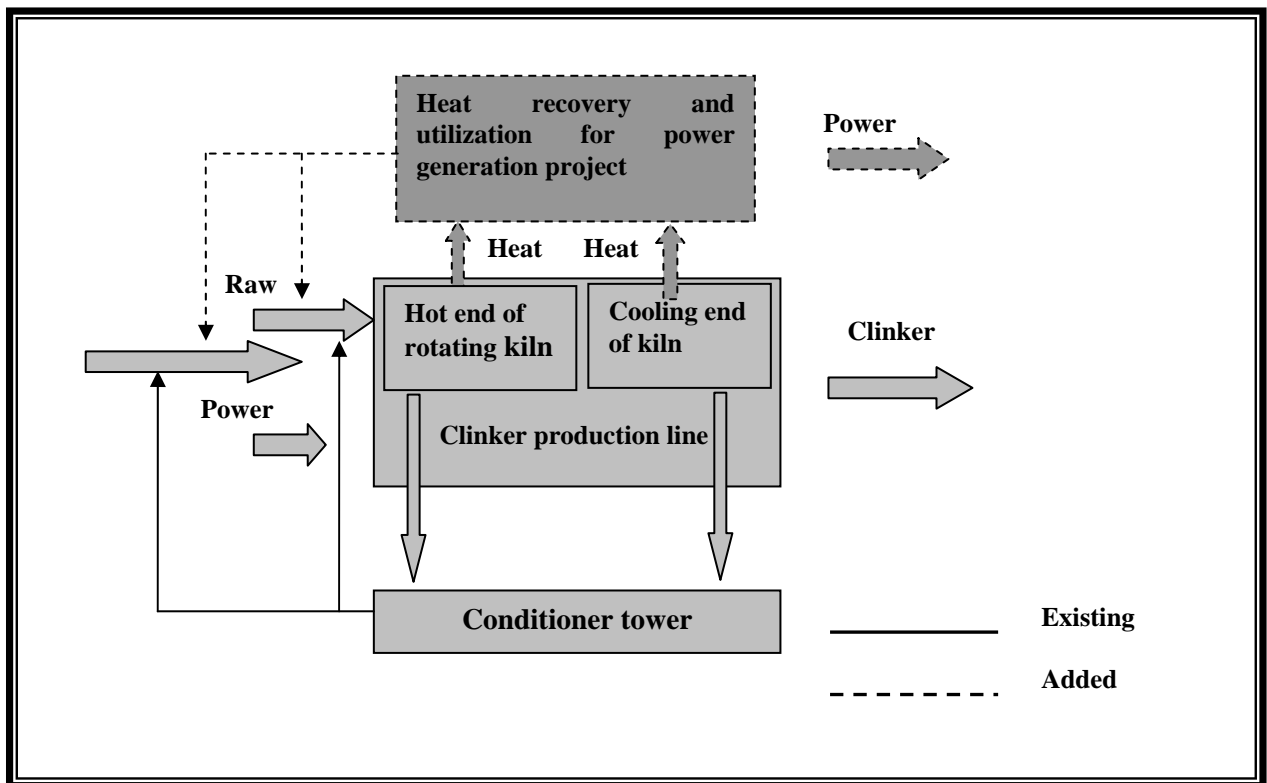 Heat recovery and
utilization for power
generation project
Power
Heat
Heat
Raw
Hot end of
rotating kiln
Cooling end
of kiln
Clinker
Power
Clinker production line
Conditioner tower
Existing
Added